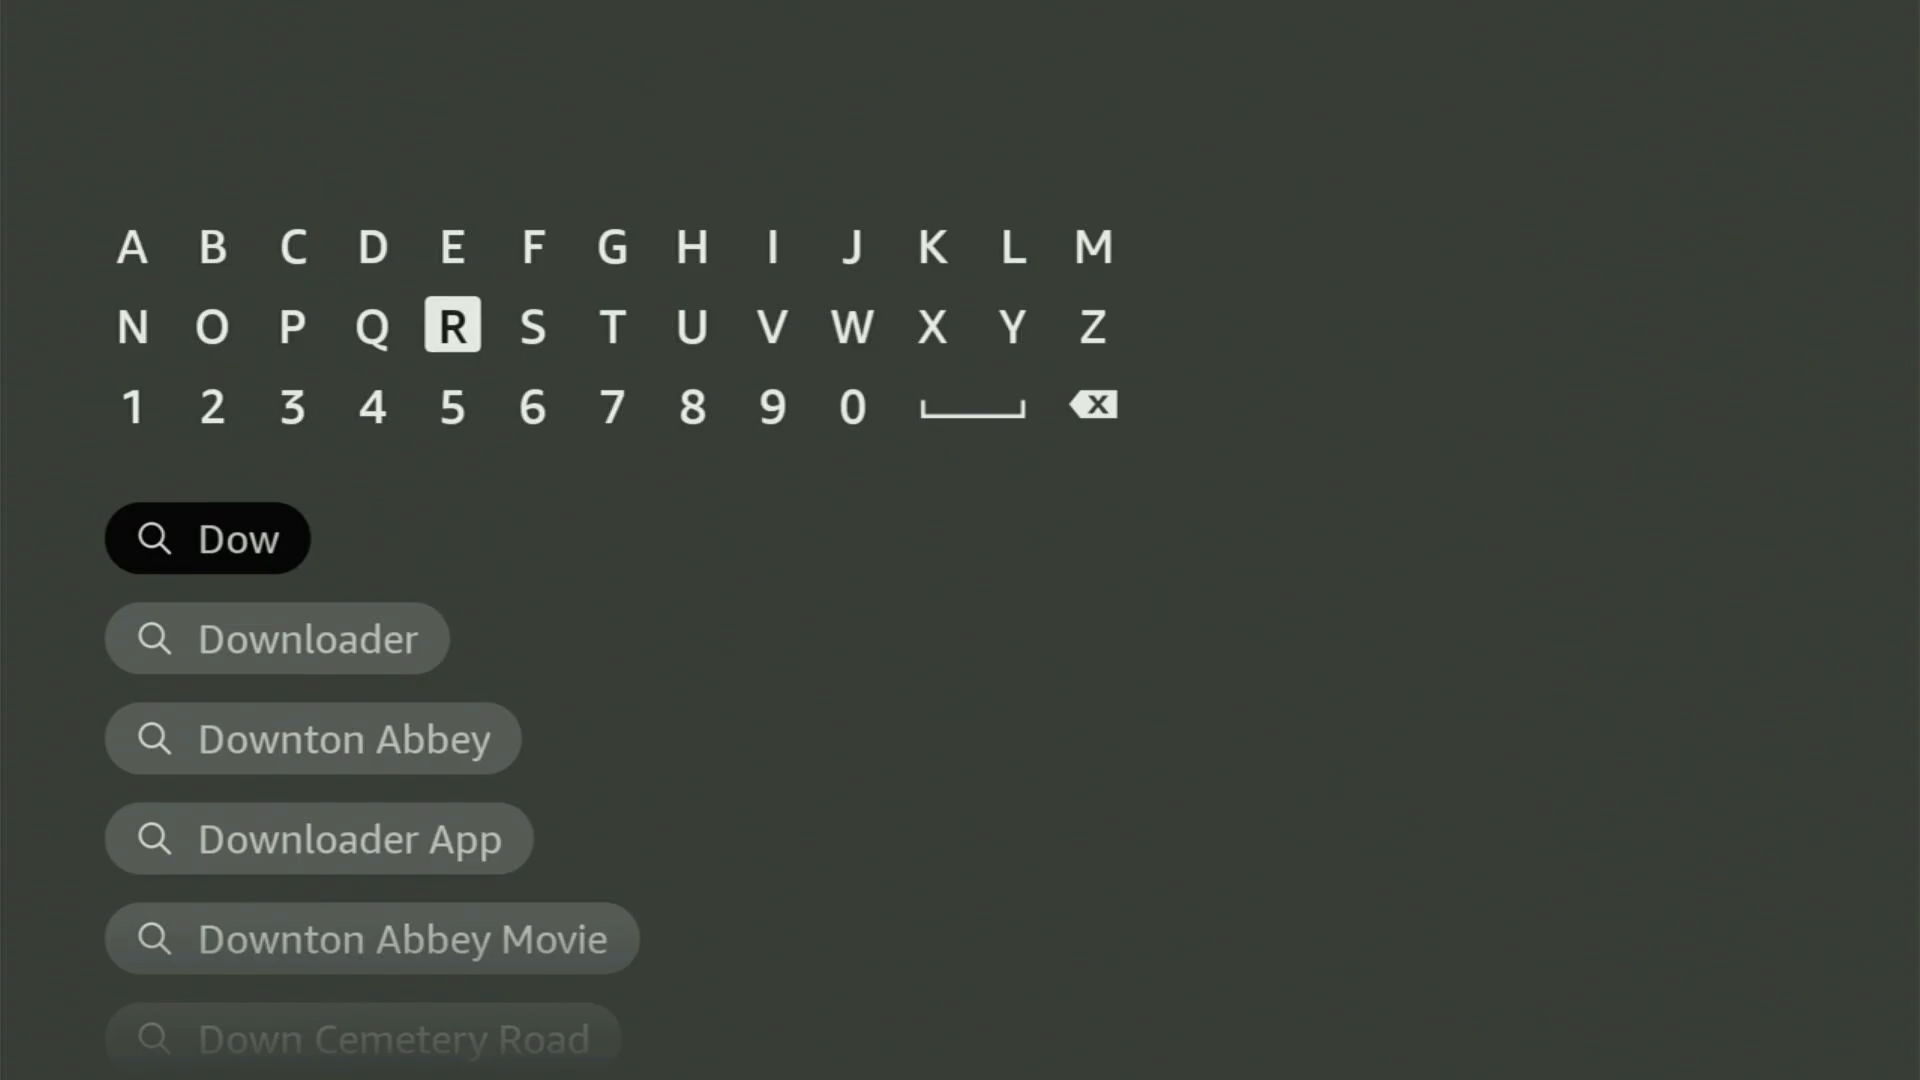 A B C D E F G H I J K L M
N O P Q R S T U V W X Y Z
1 2 3 4 5 6 7 8 9 0
Dow
Downloader
Downton Abbey
Downloader App
Downton Abbey Movie
Down Cemetery Road